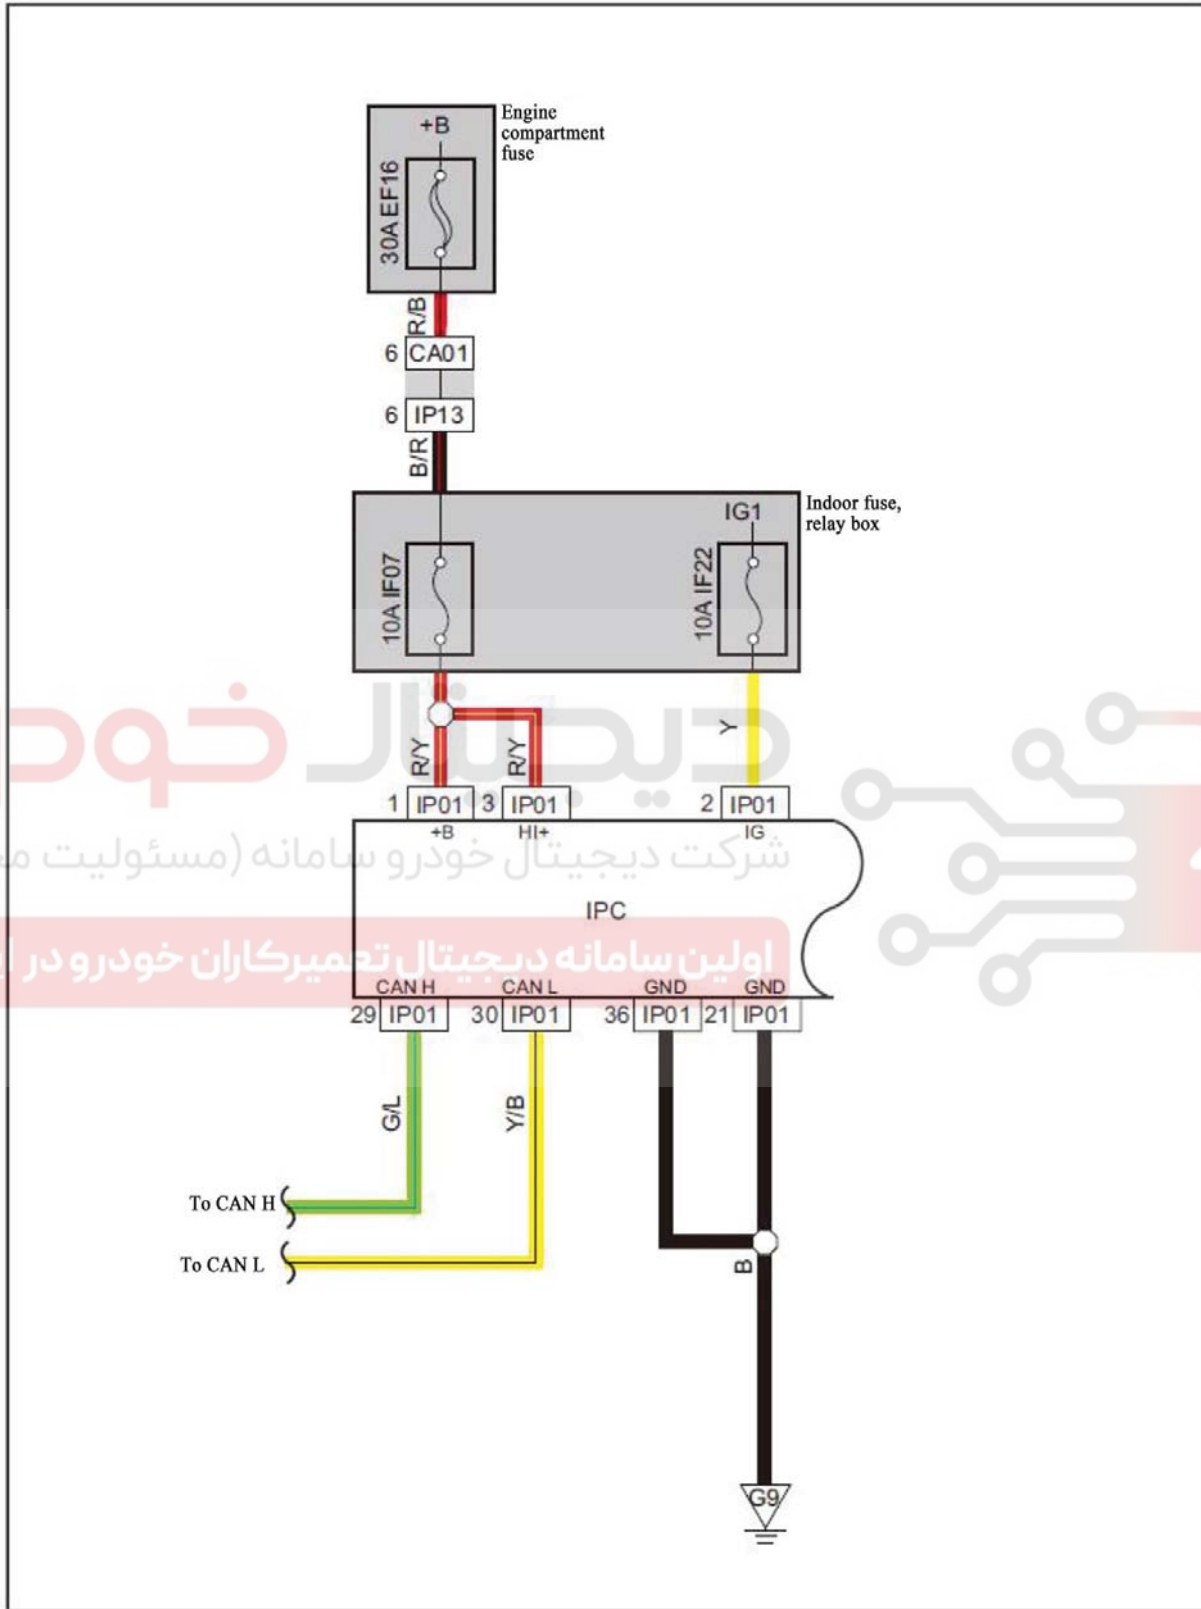 +B
Engine
compartment
fuse
30A EF16
R/B
6 CA01
6 IP13
B/R
Indoor fuse,
relay box
IG1
10A IF07
10A IF22
دیجیتال خود
R/Y
R/Y
Y
1 IP01 3 IP01 2 IP01
+B HI+ IG
شرکت دیجیتال خودرو سامانه (مسئولیت
IPC
اولین سامانه دیجیتال تعمیرکاران خودرو در
CAN H CAN L GND GND
29 IP01 30 IP01 36 IP01 21 IP01
G/L
Y/B
To CAN H
To CAN L
B
G9